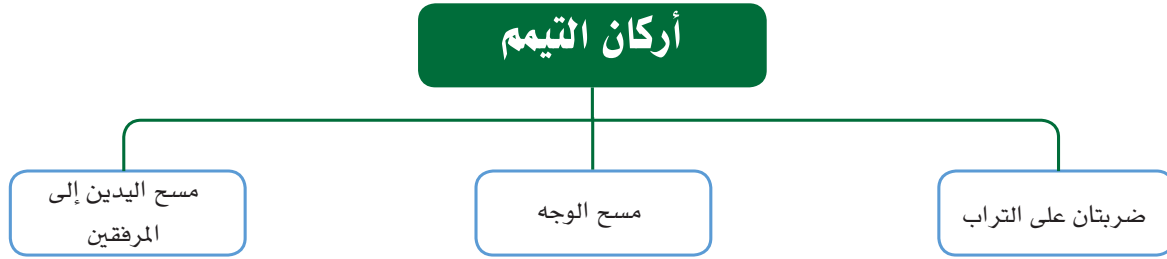 أركان التيمم
ضربتان على التراب
مسح الوجه
مسح اليدين إلى
المرفقين